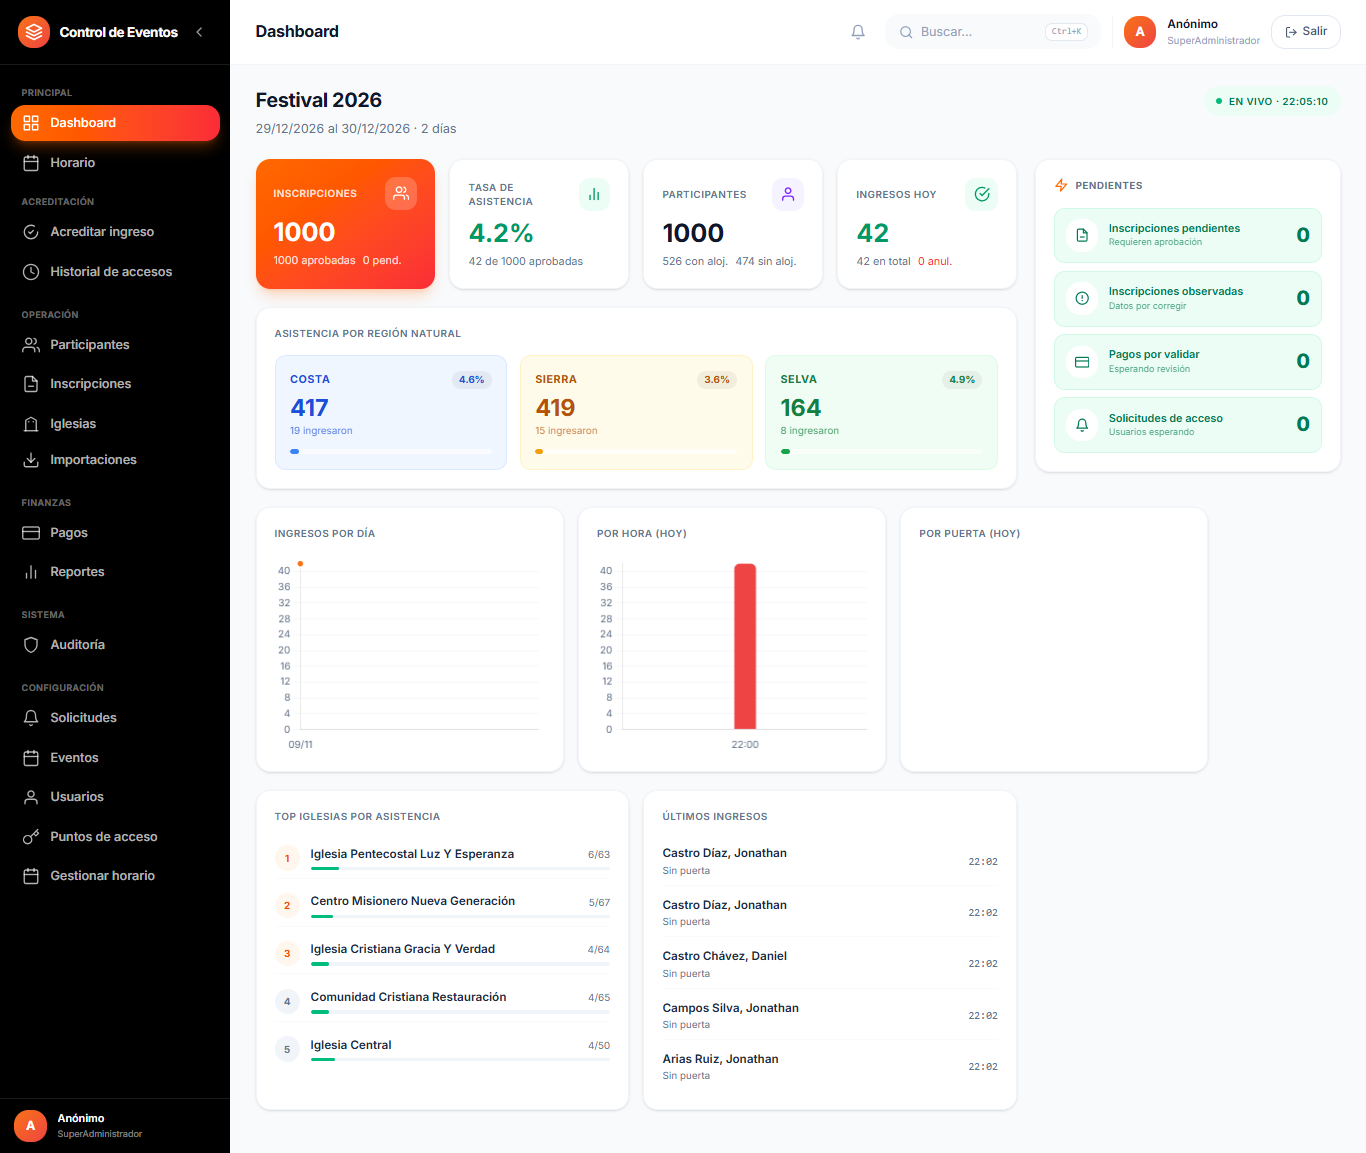 Control de Eventos
PRINCIPAL
Dashboard
Horario
ACREDITACIÓN
Acreditar ingreso
Historial de accesos
OPERACIÓN
Participantes
Inscripciones
Iglesias
Importaciones
FINANZAS
Pagos
Reportes
SISTEMA
Auditoría
CONFIGURACIÓN
Solicitudes
Eventos
Usuarios
Puntos de acceso
Gestionar horario
A
Anónimo
SuperAdministrador
Dashboard
Buscar...
Ctrl+K
A
Anónimo
SuperAdministrador
Salir
Festival 2026
29/12/2026 al 30/12/2026 · 2 días
EN VIVO · 22:05:10
INSCRIPCIONES
1000
1000 aprobadas 0 pend.
TASA DE
ASISTENCIA
4.2%
42 de 1000 aprobadas
PARTICIPANTES
1000
526 con aloj. 474 sin aloj.
INGRESOS HOY
42
42 en total 0 anul.
PENDIENTES
Inscripciones pendientes
Requieren aprobación
0
Inscripciones observadas
Datos por corregir
0
Pagos por validar
Esperando revisión
0
Solicitudes de acceso
Usuarios esperando
0
ASISTENCIA POR REGIÓN NATURAL
COSTA
4.6%
417
19 ingresaron
SIERRA
3.6%
419
15 ingresaron
SELVA
4.9%
164
8 ingresaron
INGRESOS POR DÍA
40
36
32
28
24
20
16
12
8
4
0
09/11
POR HORA (HOY)
40
36
32
28
24
20
16
12
8
4
0
22:00
POR PUERTA (HOY)
TOP IGLESIAS POR ASISTENCIA
1
Iglesia Pentecostal Luz Y Esperanza
6/63
2
Centro Misionero Nueva Generación
5/67
3
Iglesia Cristiana Gracia Y Verdad
4/64
4
Comunidad Cristiana Restauración
4/65
5
Iglesia Central
4/50
ÚLTIMOS INGRESOS
Castro Díaz, Jonathan
Sin puerta
22:02
Castro Díaz, Jonathan
Sin puerta
22:02
Castro Chávez, Daniel
Sin puerta
22:02
Campos Silva, Jonathan
Sin puerta
22:02
Arias Ruiz, Jonathan
Sin puerta
22:02